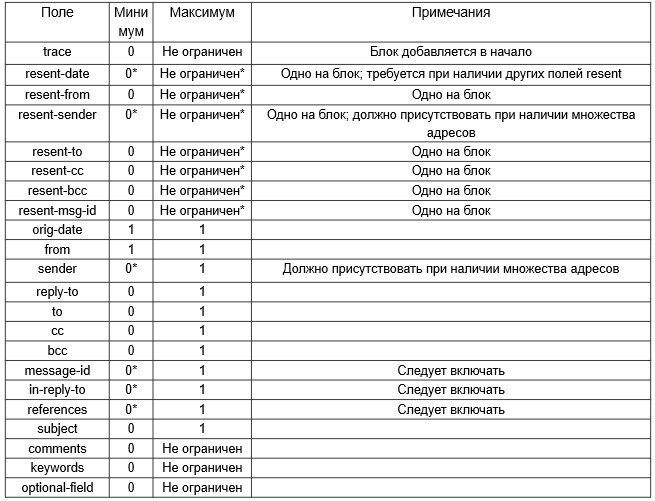 Поле Мини Максимум Примечания
мум
trace 0 Не ограничен Блок добавляется в начало
resent-date 0* Не ограничен* Одно на блок; требуется при наличии других полей resent
resent-from 0 Не ограничен* Одно на блок
resent-sender 0* Не ограничен* Одно на блок; должно присутствовать при наличии множества
адресов
resent-to 0 Не ограничен* Одно на блок
resent-cc 0 Не ограничен* Одно на блок
resent-bcc 0 Не ограничен* Одно на блок
resent-msg-id 0 Не ограничен* Одно на блок
orig-date 1 1
from 1 1
sender 0* 1 Должно присутствовать при наличии множества адресов
reply-to 0 1
to 0 1
cc 0 1
bcc 0 1
message-id 0* 1 Следует включать
in-reply-to 0* 1 Следует включать
references 0* 1 Следует включать
subject 0 1
comments 0 Не ограничен
keywords 0 Не ограничен
optional-field 0 Не ограничен